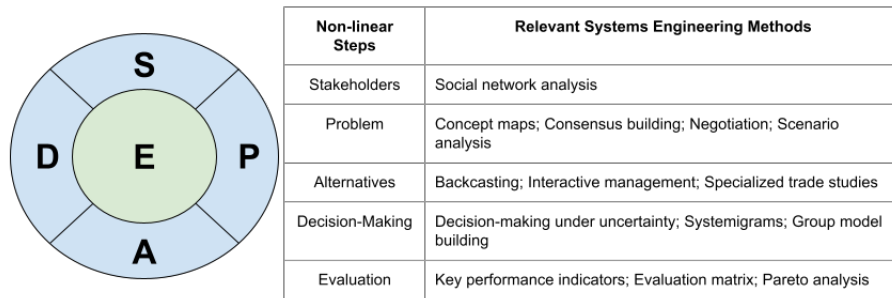 S
D E P
A
Non-linear
Steps
Relevant Systems Engineering Methods
Stakeholders
Social network analysis
Problem
Concept maps; Consensus building; Negotiation; Scenario
analysis
Alternatives
Backcasting; Interactive management; Specialized trade studies
Decision-Making
Decision-making under uncertainty; Systemigrams; Group model
building
Evaluation
Key performance indicators; Evaluation matrix; Pareto analysis